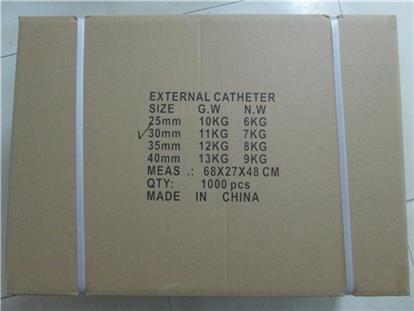 EXTERNAL CATHETER
SIZE G.W N.W
25mm 10KG 6KG
30mm 11KG 7KG
35mm 12KG 8KG
40mm 13KG 9KG
MEAS .: 68X27X48 CM
QTY: 1000 pcs
MADE IN CHINA